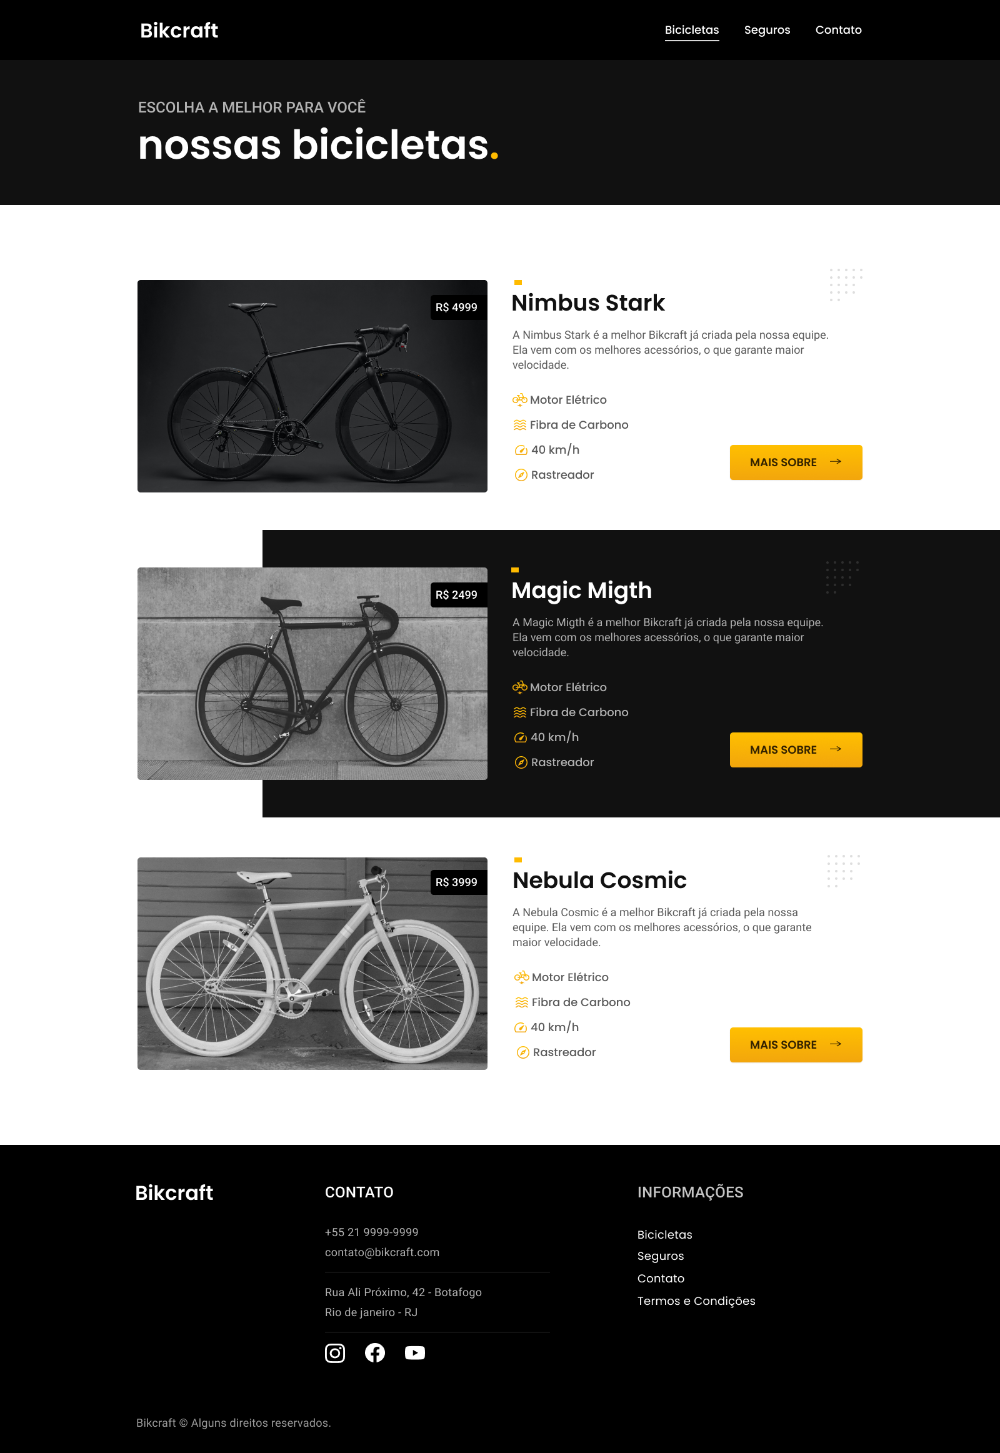 Bikcraft
Bicicletas
Seguros
Contato
ESCOLHA A MELHOR PARA VOCÊ
nossas bicicletas.
R$ 4999
Nimbus Stark
A Nimbus Stark é a melhor Bikcraft já criada pela nossa equipe.
Ela vem com os melhores acessórios, o que garante maior
velocidade.
Motor Elétrico
Fibra de Carbono
40 km/h
Rastreador
MAIS SOBRE
R$ 2499
Magic Migth
A Magic Migth é a melhor Bikcraft já criada pela nossa equipe.
Ela vem com os melhores acessórios, o que garante maior
velocidade.
Motor Elétrico
Fibra de Carbono
40 km/h
Rastreador
MAIS SOBRE
R$ 3999
Nebula Cosmic
A Nebula Cosmic é a melhor Bikcraft já criada pela nossa
equipe. Ela vem com os melhores acessórios, o que garante
maior velocidade.
Motor Elétrico
Fibra de Carbono
40 km/h
Rastreador
MAIS SOBRE
Bikcraft
CONTATO
+55 21 9999-9999
contato@bikcraft.com
Rua Ali Próximo, 42 - Botafogo
Rio de janeiro - RJ
INFORMAÇÕES
Bicicletas
Seguros
Contato
Termos e Condições
Bikcraft © Alguns direitos reservados.